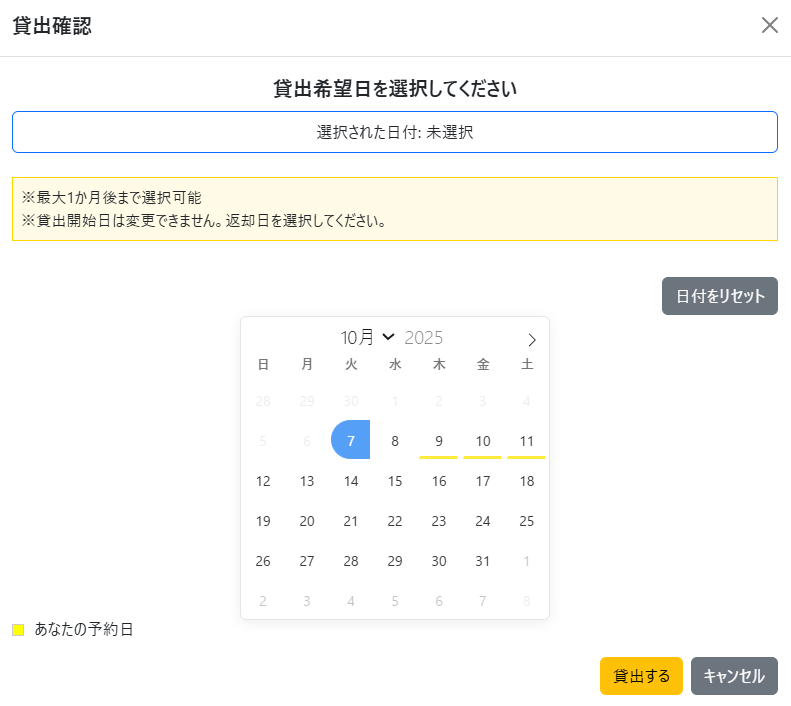 貸出確認
貸出希望日を選択してください
選択された日付: 未選択
※最大1か月後まで選択可能
※貸出開始日は変更できません。返却日を選択してください。
日付をリセット
10月 2025
日 月 火 水 木 金 土
28 29 30 1 2 3 4
5 6 7 8 9 10 11
12 13 14 15 16 17 18
19 20 21 22 23 24 25
26 27 28 29 30 31 1
2 3 4 5 6 7 8
あなたの予約日
貸出する キャンセル